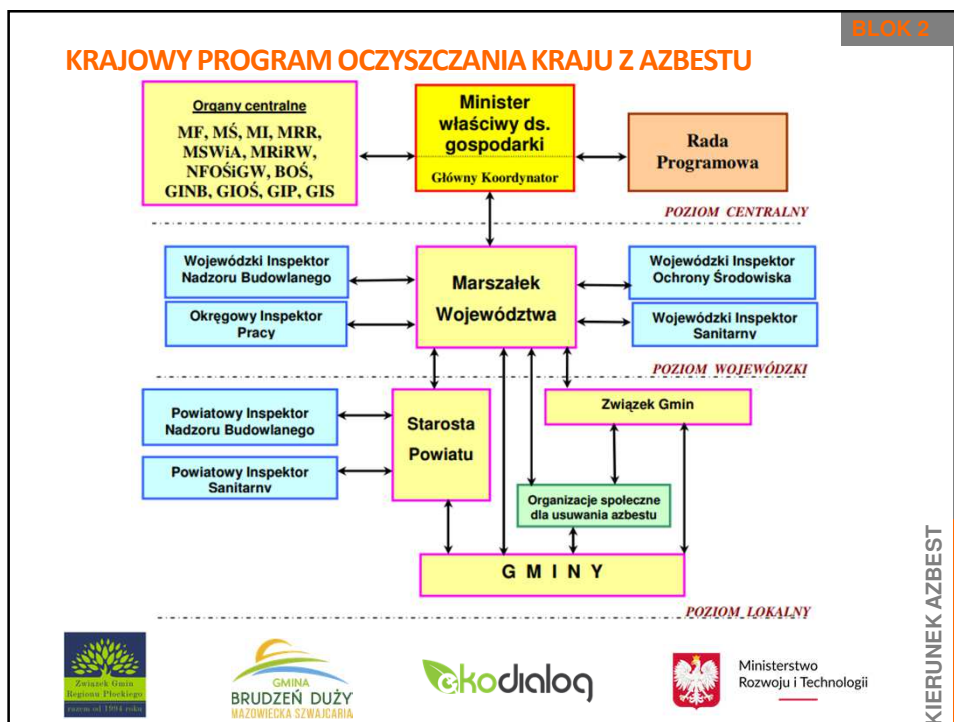 BLOK 2
KRAJOWY PROGRAM OCZYSZCZANIA KRAJU Z AZBESTU
Organy centralne
MF, MŚ, MI, MRR,
MSWiA, MRiRW,
NFOŚiGW, BOŚ,
GINB, GIOŚ, GIP, GIS
Minister
właściwy ds.
gospodarki
Główny Koordynator
Rada
Programowa
POZIOM CENTRALNY
Wojewódzki Inspektor
Nadzoru Budowlanego
Okręgowy Inspektor
Pracy
Marszałek
Województwa
Wojewódzki Inspektor
Ochrony Środowiska
Wojewódzki Inspektor
Sanitarny
POZIOM WOJEWÓDZKI
Powiatowy Inspektor
Nadzoru Budowlanego
Powiatowy Inspektor
Sanitarny
Starosta
Powiatu
Związek Gmin
Organizacje społeczne
dla usuwania azbestu
G M I N Y
POZIOM LOKALNY
KIERUNEK AZBEST
Związek Gmin
Regionu Płockiego
razem od 1994 roku
GMINA
BRUDZEŃ DUŻY
MAZOWIECKA SZWAJCARIA
ekodialog
Ministerstwo
Rozwoju i Technologii